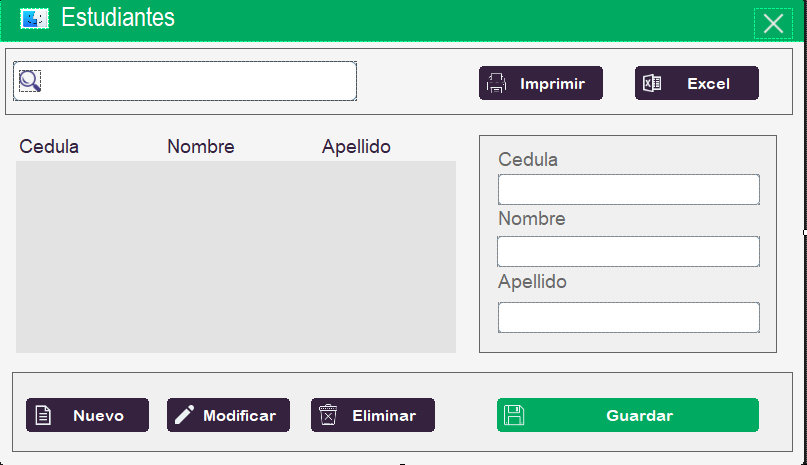 Estudiantes
Imprimir
Excel
Cedula Nombre Apellido
Cedula
Nombre
Apellido
Nuevo
Modificar
Eliminar
Guardar